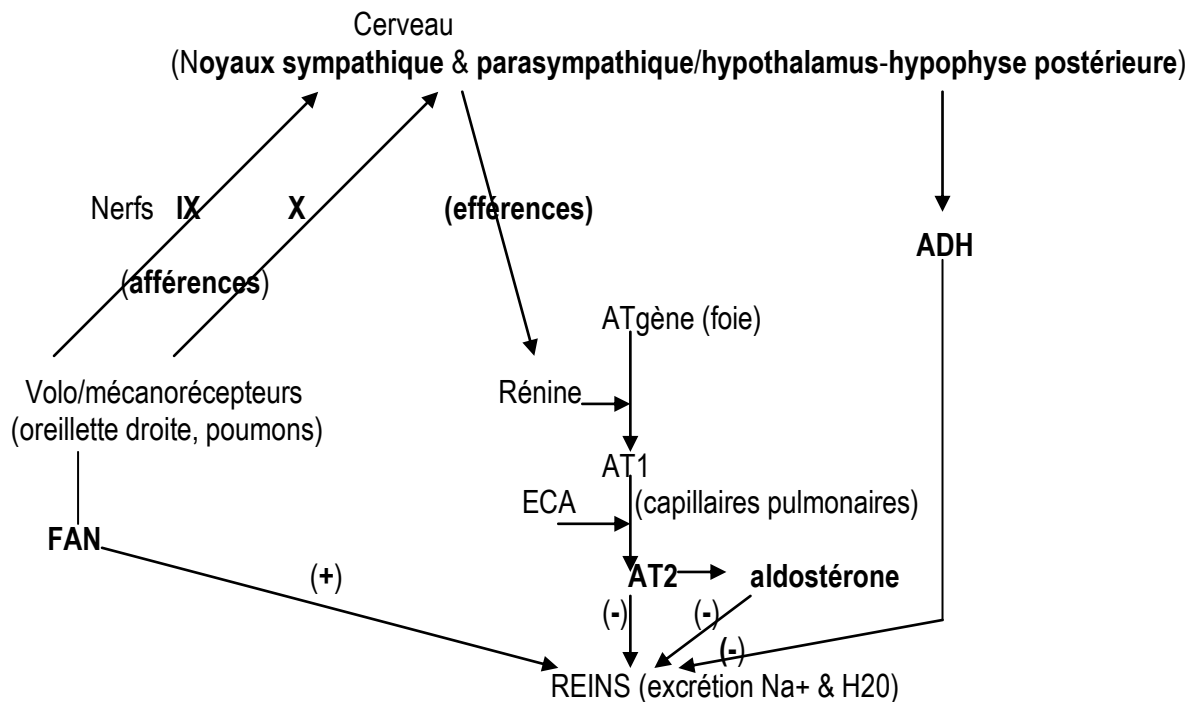 Cerveau
(Noyaux sympathique & parasympathique/hypothalamus-hypophyse postérieure)
Nerfs IX X (efférences)
ADH
(afférences)
ATgène (foie)
Volo/mécanorécepteurs
(oreillette droite, poumons)
Rénine
AT1
ECA (capillaires pulmonaires)
FAN
(+)
AT2 aldostérone
(-) (-)
(-)
REINS (excrétion Na+ & H20)